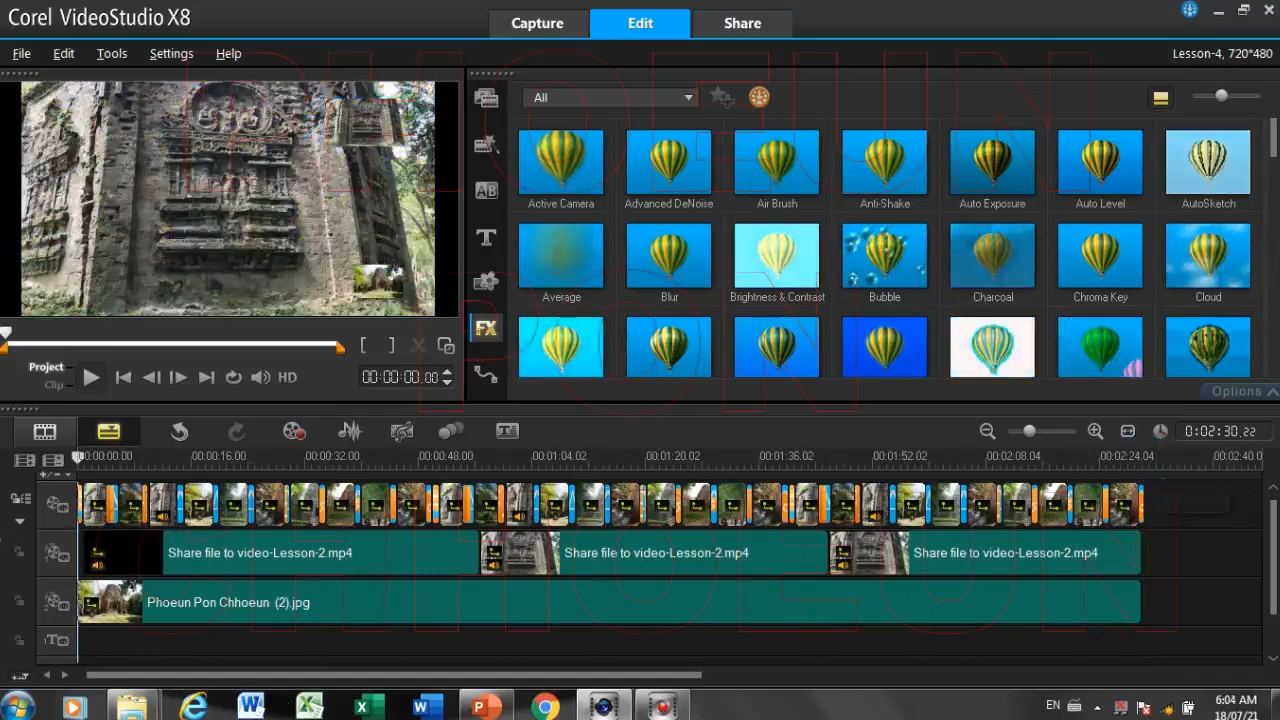 Corel VideoStudio X8
Capture
Edit
Share
File
Edit
Tools
Settings
Help
Lesson-4, 720*480
All
Active Camera
Advanced DeNoise
Air Brush
Anti-Shake
Auto Exposure
Auto Level
AutoSketch
Average
Blur
Brightness & Contrast
Bubble
Charcoal
Chroma Key
Cloud
AB
T
FX
Project
Clip
HD
00:00:00.00
Options
0:02:30.22
00:00:00.00
00:00:16.00
00:00:32.00
00:00:48.00
00:01:04.02
00:01:20.02
00:01:36.02
00:01:52.02
00:02:08.04
00:02:24.04
00:02:40.0
Share file to video-Lesson-2.mp4
Share file to video-Lesson-2.mp4
Share file to video-Lesson-2.mp4
Phoeun Pon Chhoeun (2).jpg
EN
6:04 AM
18/07/21